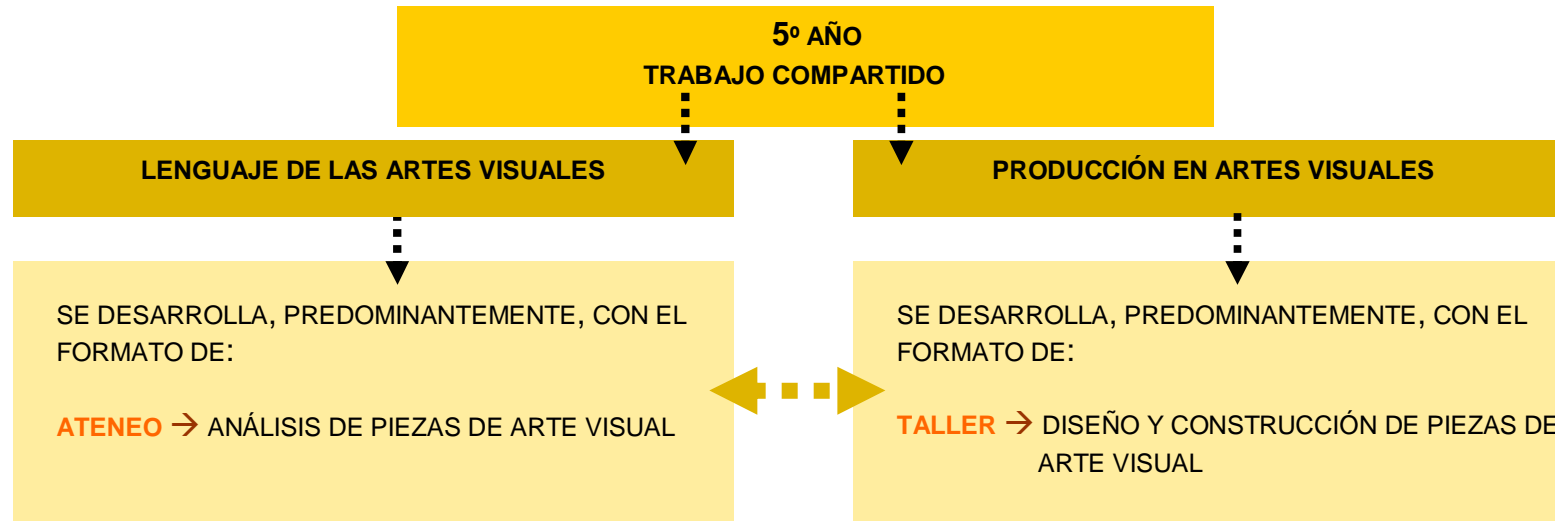 5º AÑO
TRABAJO COMPARTIDO
LENGUAJE DE LAS ARTES VISUALES
PRODUCCIÓN EN ARTES VISUALES
SE DESARROLLA, PREDOMINANTEMENTE, CON EL
FORMATO DE:
ATENEO → ANÁLISIS DE PIEZAS DE ARTE VISUAL
SE DESARROLLA, PREDOMINANTEMENTE, CON EL
FORMATO DE:
TALLER → DISEÑO Y CONSTRUCCIÓN DE PIEZAS DE
ARTE VISUAL